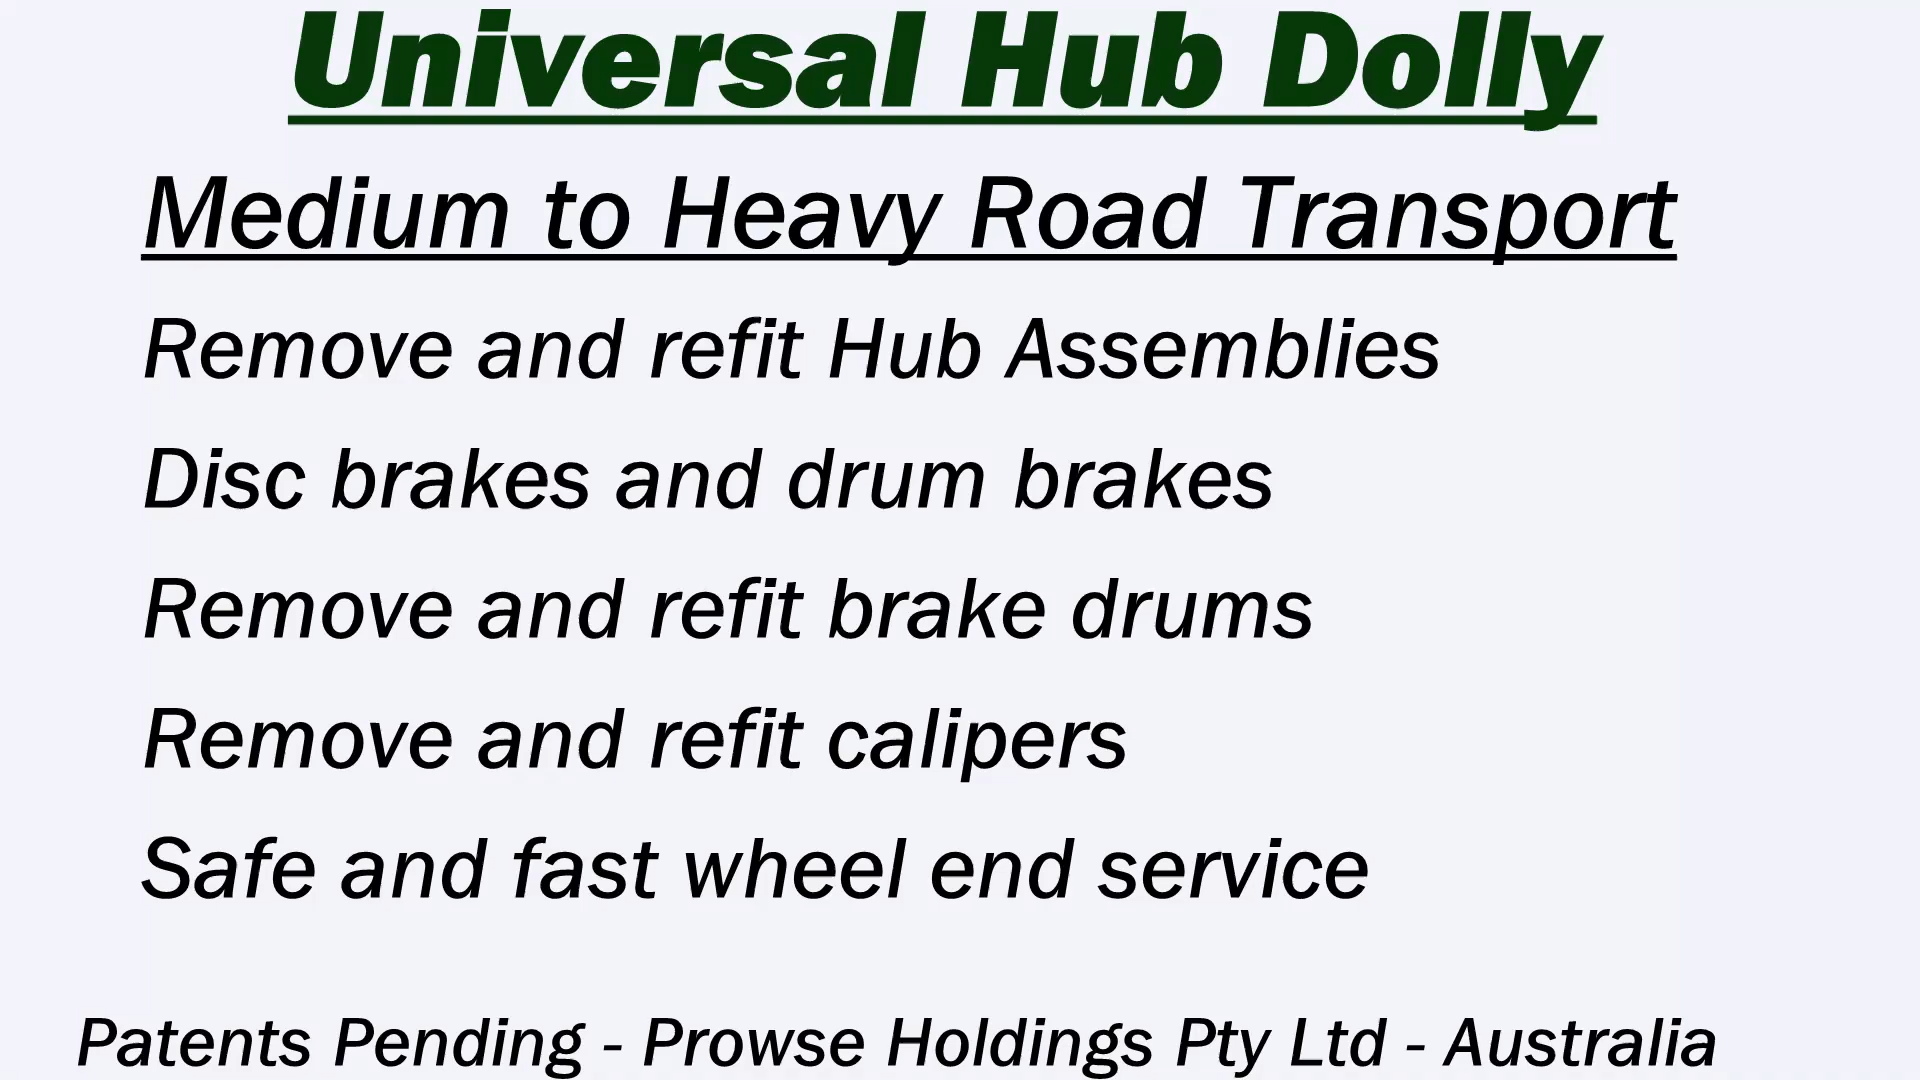 Universal Hub Dolly
Medium to Heavy Road Transport
Remove and refit Hub Assemblies
Disc brakes and drum brakes
Remove and refit brake drums
Remove and refit calipers
Safe and fast wheel end service
Patents Pending - Prowse Holdings Pty Ltd - Australia